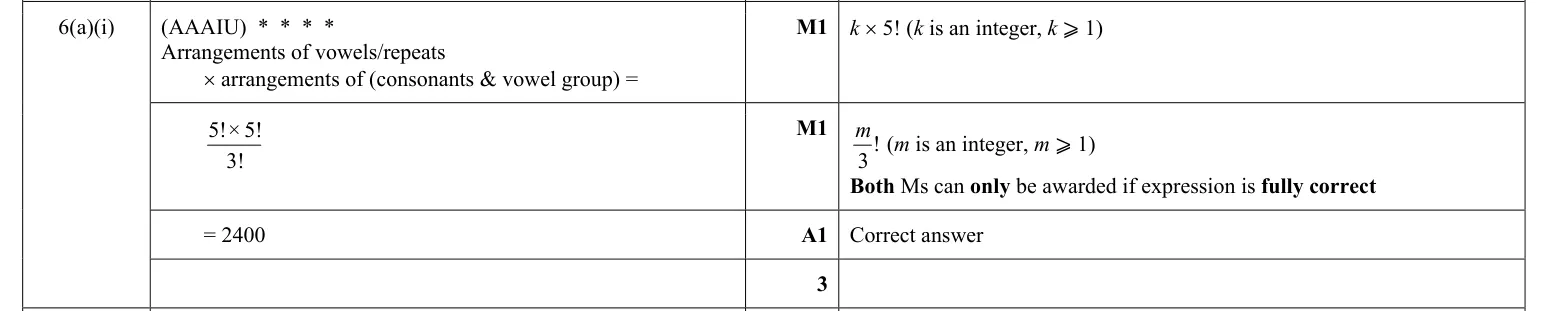 6(a)(i) (AAAIU) * * * * M1 k × 5! (k is an integer, k ⩾ 1)
Arrangements of vowels/repeats
× arrangements of (consonants & vowel group) =
5!× 5!
3!
M1 m
3
! (m is an integer, m ⩾ 1)
Both Ms can only be awarded if expression is fully correct
= 2400 A1 Correct answer
3